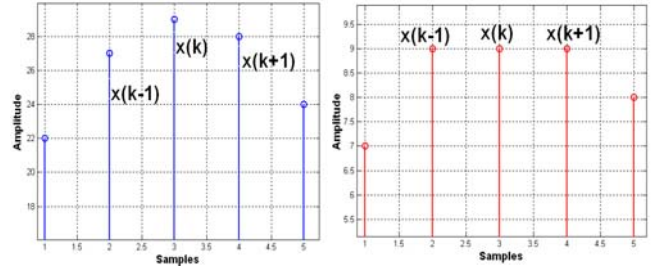 28
26
24
22
20
18
Amplitude
x(k-1)
x(k)
x(k+1)
1 1.5 2 2.5 3 3.5 4 4.5 5
Samples
9.5
9
8.5
8
7.5
7
6.5
6
5.5
Amplitude
x(k-1) x(k) x(k+1)
1 1.5 2 2.5 3 3.5 4 4.5 5
Samples